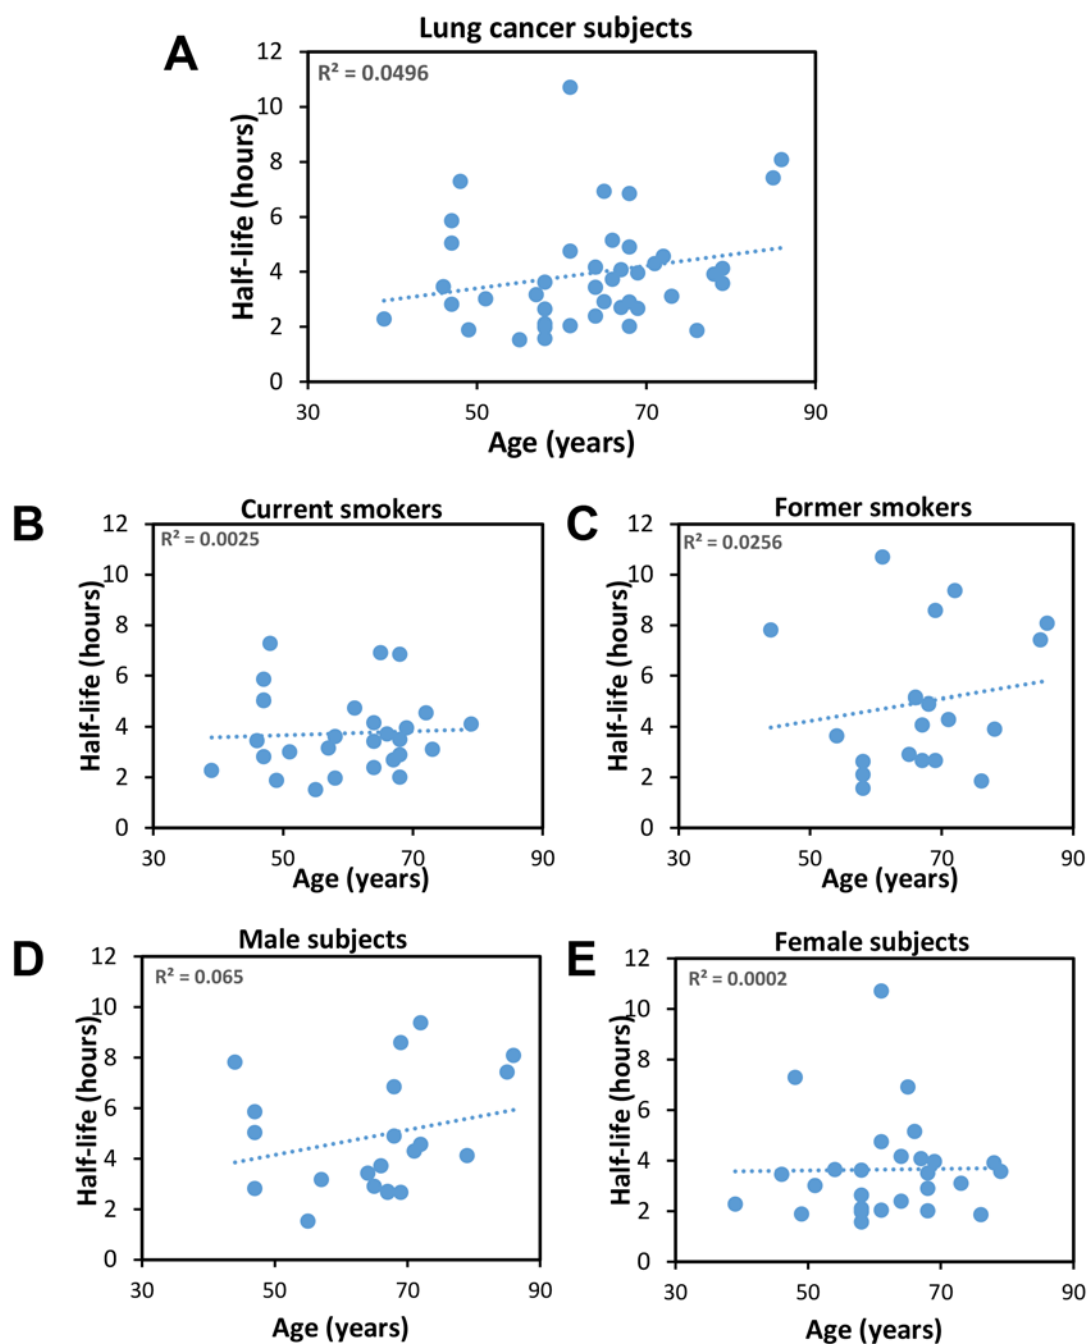 Lung cancer subjects
A
R² = 0.0496
12
10
8
6
4
2
0
Half-life (hours)
30 50 70 90
Age (years)
B
Current smokers
R² = 0.0025
12
10
8
6
4
2
0
Half-life (hours)
30 50 70 90
Age (years)
C
Former smokers
R² = 0.0256
12
10
8
6
4
2
0
Half-life (hours)
30 50 70 90
Age (years)
D
Male subjects
R² = 0.065
12
10
8
6
4
2
0
Half-life (hours)
30 50 70 90
Age (years)
E
Female subjects
R² = 0.0002
12
10
8
6
4
2
0
Half-life (hours)
30 50 70 90
Age (years)